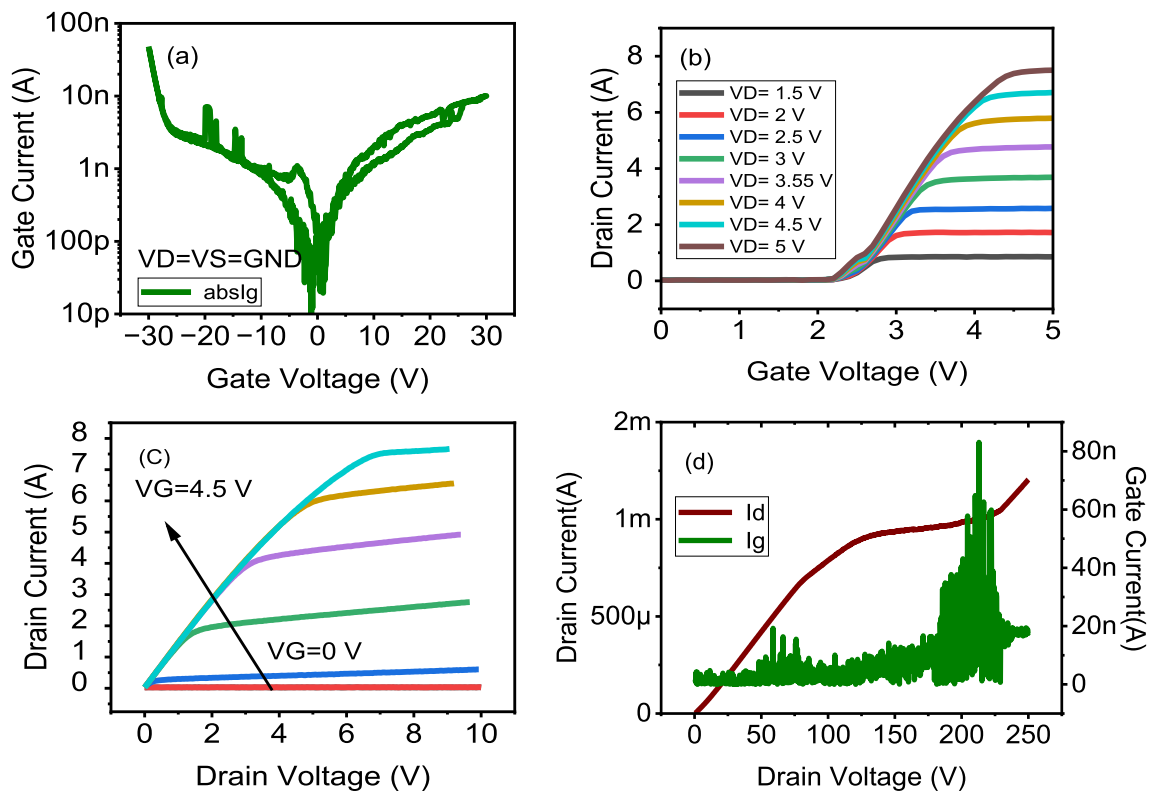 (a)
Gate Current (A)
100n
10n
1n
100p
10p
VD=VS=GND
absIg
−30 −20 −10 0 10 20 30
Gate Voltage (V)
(b)
Drain Current (A)
8
6
4
2
0
VD= 1.5 V
VD= 2 V
VD= 2.5 V
VD= 3 V
VD= 3.55 V
VD= 4 V
VD= 4.5 V
VD= 5 V
0 1 2 3 4 5
Gate Voltage (V)
(C)
VG=4.5 V
VG=0 V
Drain Current (A)
8
7
6
5
4
3
2
1
0
0 2 4 6 8 10
Drain Voltage (V)
(d)
Drain Current(A)
2m
1m
500μ
0
Id
Ig
80n
60n
40n
20n
0
Gate Current(A)
0 50 100 150 200 250
Drain Voltage (V)